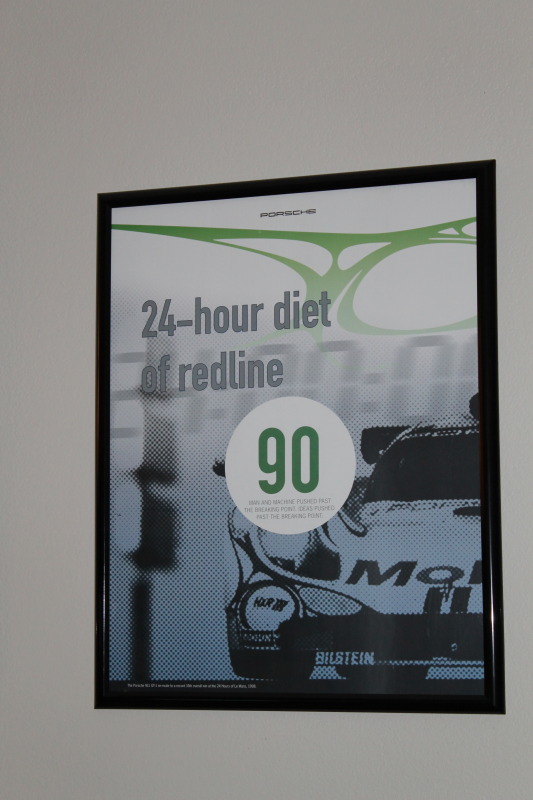 PORSCHE
24-hour diet
of redline
90
MAN AND MACHINE PUSHED PAST
THE BREAKING POINT. IDEAS PUSHED
PAST THE BREAKING POINT.
Mobi
BILSTEIN